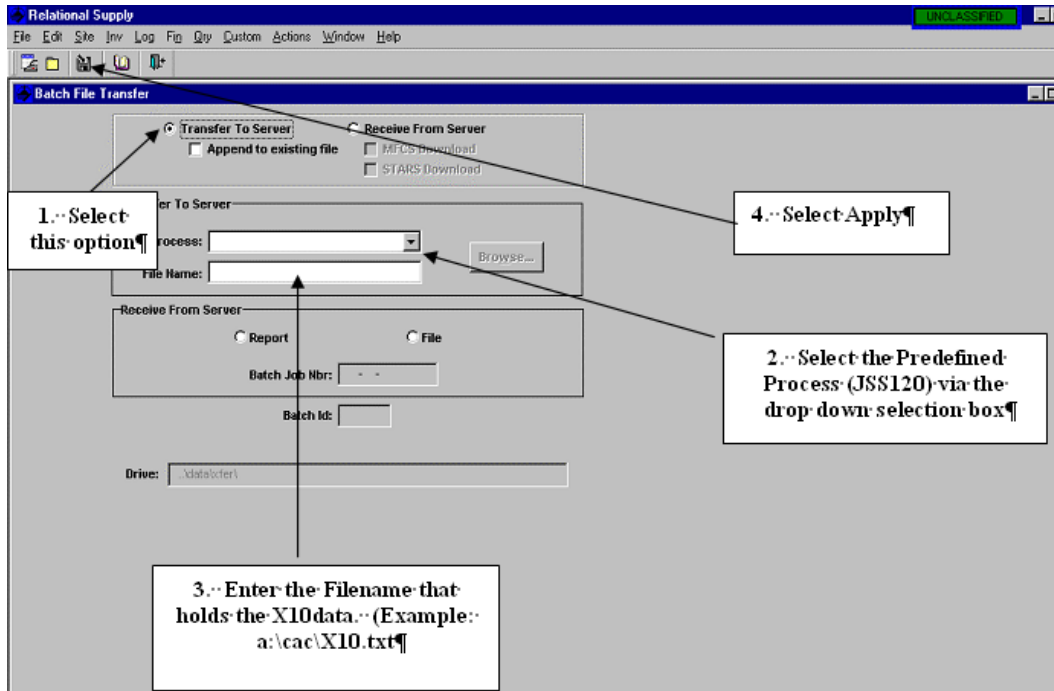 Relational Supply
UNCLASSIFIED
File Edit Site Inv Log Fin Qty Custom Actions Window Help
Batch File Transfer
Transfer To Server
Receive From Server
Append to existing file
MFCS Download
STARS Download
1.··Select·
this·option¶
er To Server
rocess:
Browse...
File Name:
4.··Select·Apply¶
Receive From Server
Report
File
Batch Job Nbr: - -
2.··Select·the·Predefined·
Process·(JSS120)·via·the·
drop·down·selection·box¶
Batch Id:
Drive: ..\data\xfer\
3.··Enter·the·Filename·that·
holds·the·X10data.··(Example:·
a:\cac\X10.txt¶